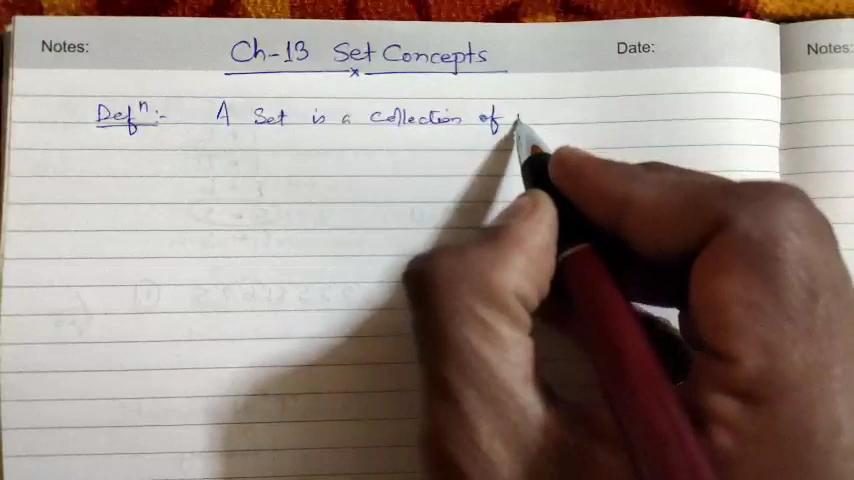 Notes:
Ch-13 Set Concepts
Date:
Notes:
Defⁿ:- A Set is a collection of